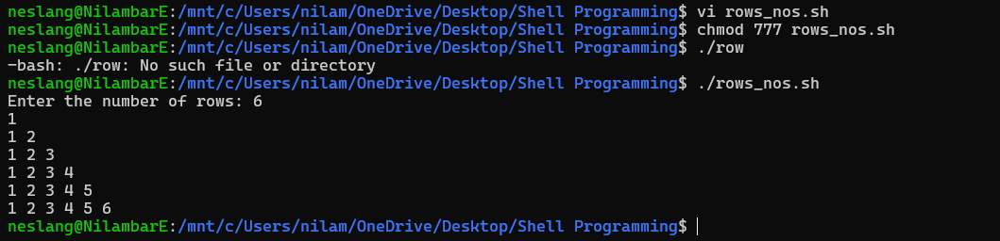 neslang@NilambarE:/mnt/c/Users/nilam/OneDrive/Desktop/Shell Programming$ vi rows_nos.sh
neslang@NilambarE:/mnt/c/Users/nilam/OneDrive/Desktop/Shell Programming$ chmod 777 rows_nos.sh
neslang@NilambarE:/mnt/c/Users/nilam/OneDrive/Desktop/Shell Programming$ ./row
-bash: ./row: No such file or directory
neslang@NilambarE:/mnt/c/Users/nilam/OneDrive/Desktop/Shell Programming$ ./rows_nos.sh
Enter the number of rows: 6
1
1 2
1 2 3
1 2 3 4
1 2 3 4 5
1 2 3 4 5 6
neslang@NilambarE:/mnt/c/Users/nilam/OneDrive/Desktop/Shell Programming$